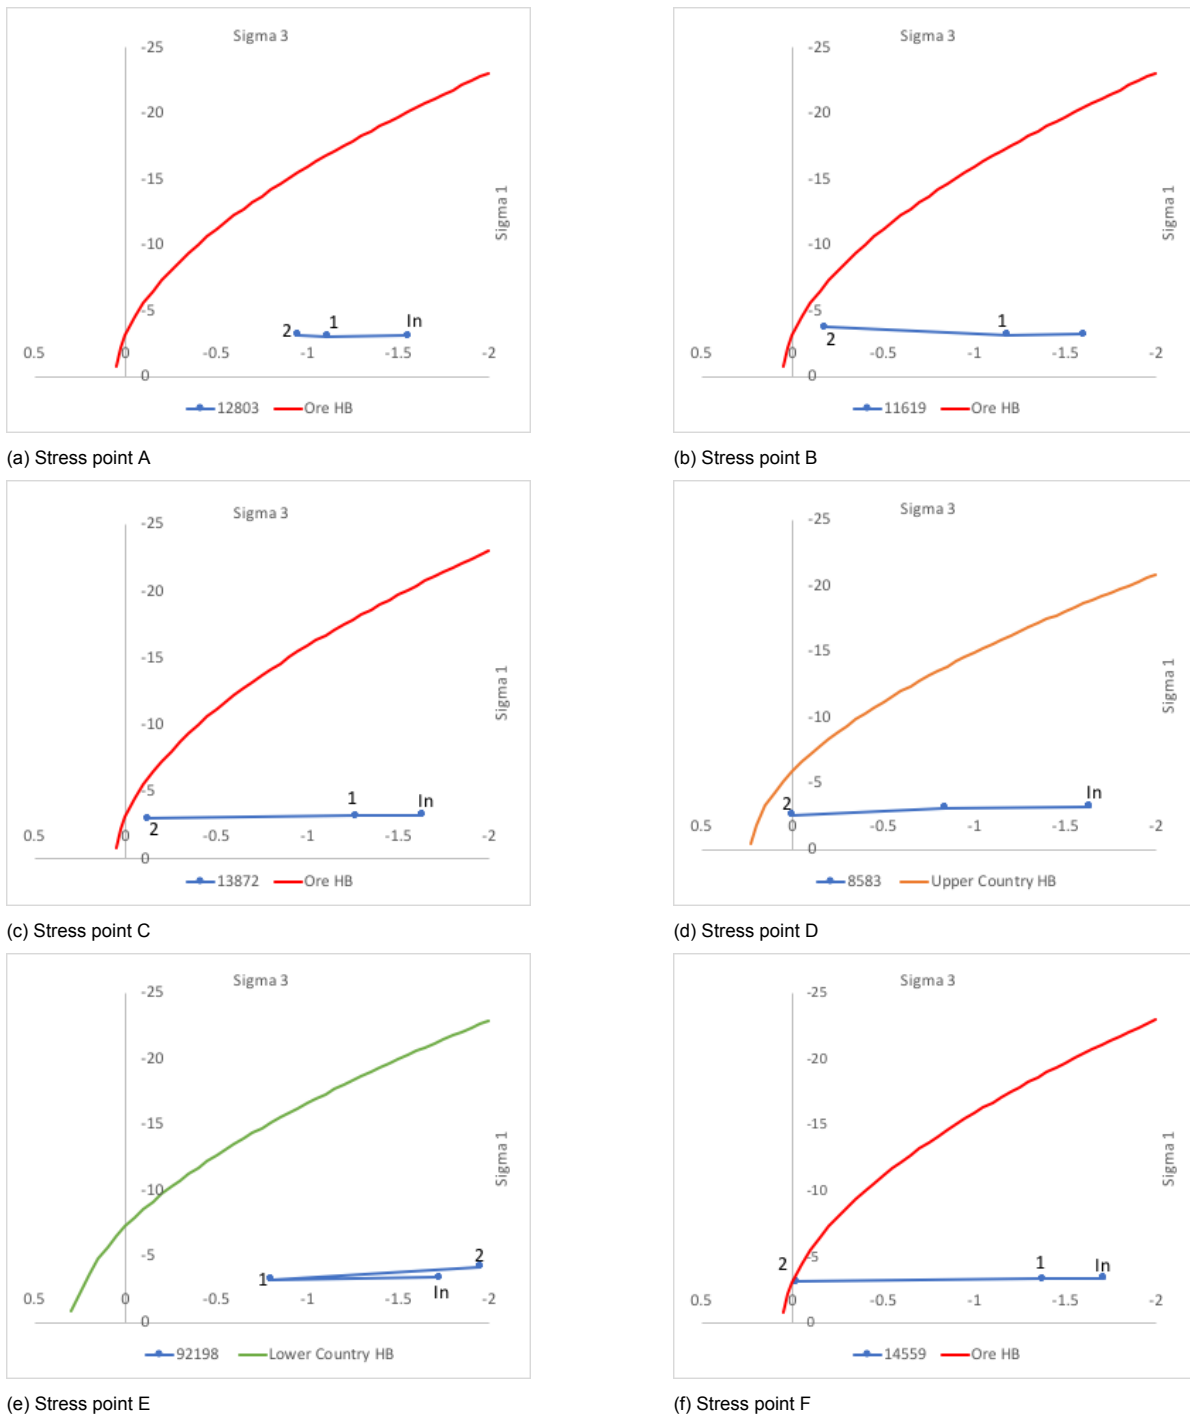 Sigma 3
-25
-20
-15
-10
-5
0
0.5 0 -0.5 -1 -1.5 -2
Sigma 1
2 1 In
12803 Ore HB
(a) Stress point A
Sigma 3
-25
-20
-15
-10
-5
0
0.5 0 -0.5 -1 -1.5 -2
Sigma 1
2 1
11619 Ore HB
(b) Stress point B
Sigma 3
-25
-20
-15
-10
-5
0
0.5 0 -0.5 -1 -1.5 -2
Sigma 1
2 1 In
13872 Ore HB
(c) Stress point C
Sigma 3
-25
-20
-15
-10
-5
0
0.5 0 -0.5 -1 -1.5 -2
Sigma 1
2 In
8583 Upper Country HB
(d) Stress point D
Sigma 3
-25
-20
-15
-10
-5
0
0.5 0 -0.5 -1 -1.5 -2
Sigma 1
1 In 2
92198 Lower Country HB
(e) Stress point E
Sigma 3
-25
-20
-15
-10
-5
0
0.5 0 -0.5 -1 -1.5 -2
Sigma 1
2 1 In
14559 Ore HB
(f) Stress point F